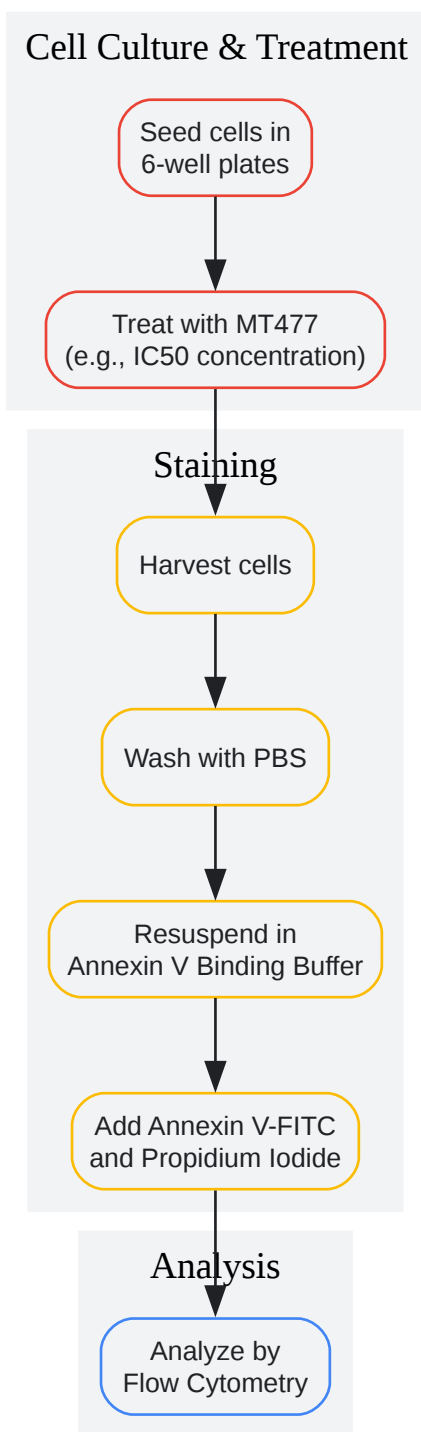 Cell Culture & Treatment
Seed cells in
6-well plates
Treat with MT477
(e.g., IC50 concentration)
Staining
Harvest cells
Wash with PBS
Resuspend in
Annexin V Binding Buffer
Add Annexin V-FITC
and Propidium Iodide
Analysis
Analyze by
Flow Cytometry